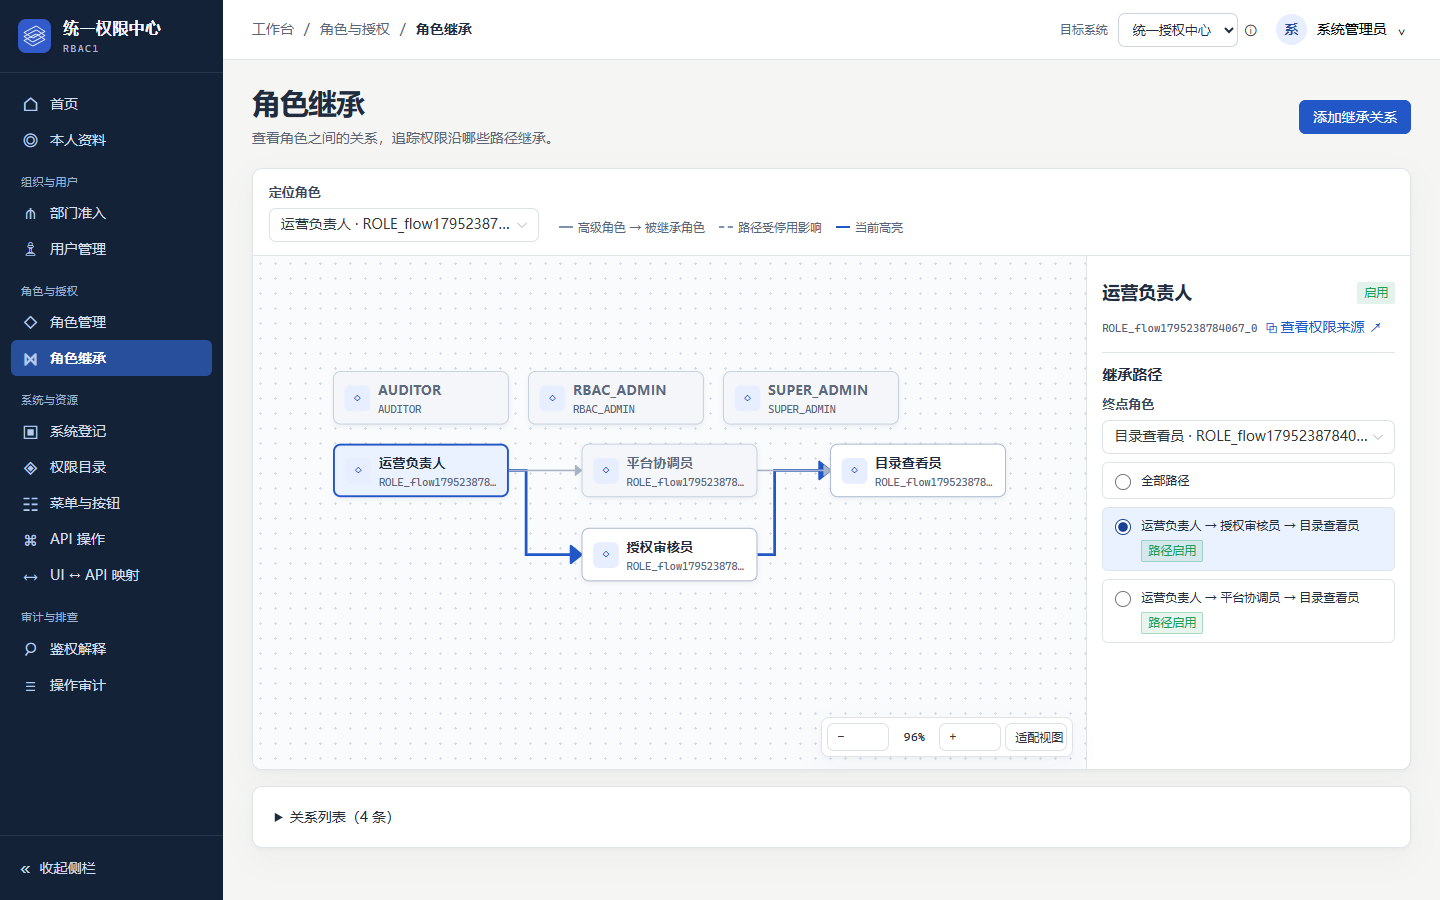 统一权限中心
RBAC1
首页
本人资料
组织与用户
部门准入
用户管理
角色与授权
角色管理
角色继承
系统与资源
系统登记
权限目录
菜单与按钮
API 操作
UI ↔ API 映射
审计与排查
鉴权解释
操作审计
« 收起侧栏
工作台 / 角色与授权 / 角色继承
目标系统
统一授权中心
系
系统管理员
角色继承
查看角色之间的关系，追踪权限沿哪些路径继承。
添加继承关系
定位角色
运营负责人 · ROLE_flow17952387...
高级角色 → 被继承角色
路径受停用影响
当前高亮
AUDITOR
AUDITOR
RBAC_ADMIN
RBAC_ADMIN
SUPER_ADMIN
SUPER_ADMIN
运营负责人
ROLE_flow179523878…
平台协调员
ROLE_flow179523878…
目录查看员
ROLE_flow179523878…
授权审核员
ROLE_flow179523878…
−
96%
+
适配视图
运营负责人
启用
ROLE_flow1795238784067_0
查看权限来源 ↗
继承路径
终点角色
目录查看员 · ROLE_flow1795238784​0...
全部路径
运营负责人 → 授权审核员 → 目录查看员
路径启用
运营负责人 → 平台协调员 → 目录查看员
路径启用
▶ 关系列表（4 条）